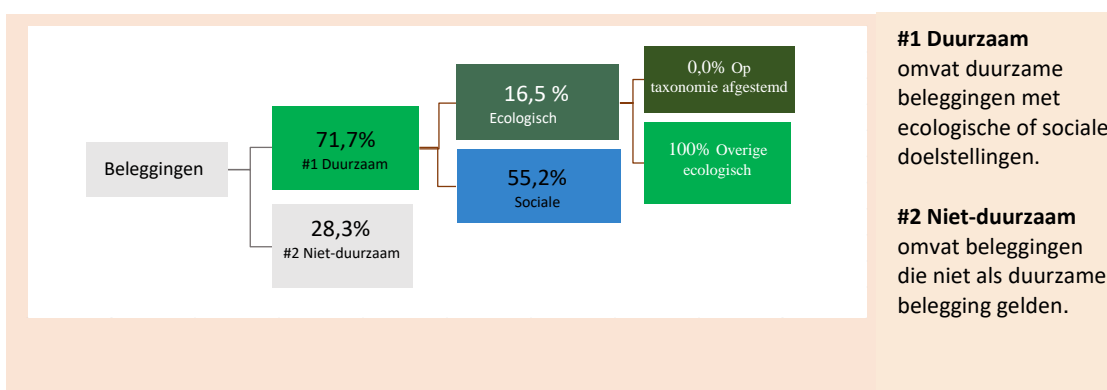 Beleggingen
71,7%
#1 Duurzaam
28,3%
#2 Niet-duurzaam
16,5 %
Ecologisch
55,2%
Sociale
0,0% Op
taxonomie afgestemd
100% Overige
ecologisch
#1 Duurzaam
omvat duurzame
beleggingen met
ecologische of sociale
doelstellingen.
#2 Niet-duurzaam
omvat beleggingen
die niet als duurzame
belegging gelden.